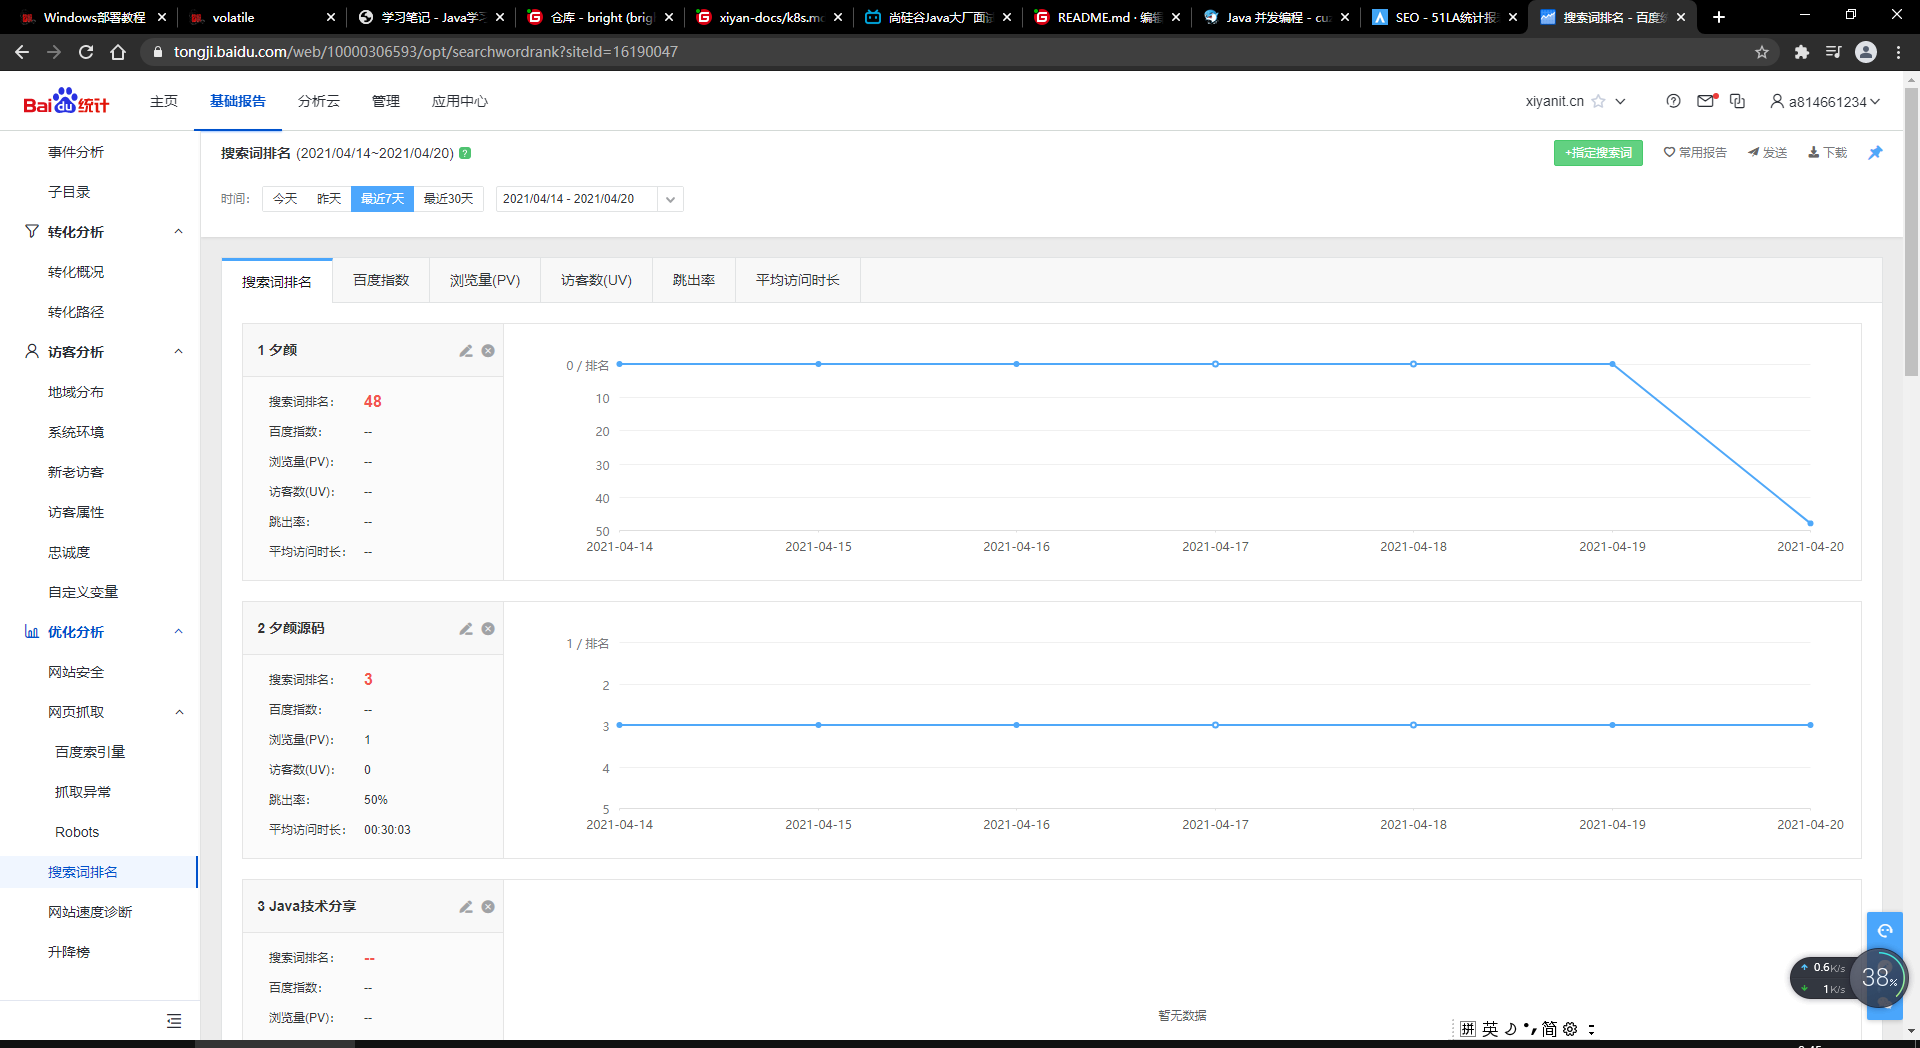 Windows部署教程
volatile
学习笔记 - Java学习
仓库 - bright (brigh
xiyan-docs/k8s.md
尚硅谷Java大厂面试
README.md · 编辑
Java 并发编程 - cuz
SEO - 51LA统计报
搜索词排名 - 百度统
tongji.baidu.com/web/10000306593/opt/searchwordrank?siteId=16190047
Bai du 统计
主页
基础报告
分析云
管理
应用中心
xiyanit.cn
a814661234
事件分析
子目录
转化分析
转化概况
转化路径
访客分析
地域分布
系统环境
新老访客
访客属性
忠诚度
自定义变量
优化分析
网站安全
网页抓取
百度索引量
抓取异常
Robots
搜索词排名
网站速度诊断
升降榜
搜索词排名 (2021/04/14~2021/04/20) ?
+指定搜索词
常用报告
发送
下载
时间:
今天
昨天
最近7天
最近30天
2021/04/14 - 2021/04/20
搜索词排名
百度指数
浏览量(PV)
访客数(UV)
跳出率
平均访问时长
1 夕颜
搜索词排名: 48
百度指数: --
浏览量(PV): --
访客数(UV): --
跳出率: --
平均访问时长: --
0 / 排名
10
20
30
40
50
2021-04-14
2021-04-15
2021-04-16
2021-04-17
2021-04-18
2021-04-19
2021-04-20
2 夕颜源码
搜索词排名: 3
百度指数: --
浏览量(PV): 1
访客数(UV): 0
跳出率: 50%
平均访问时长: 00:30:03
1 / 排名
2
3
4
5
2021-04-14
2021-04-15
2021-04-16
2021-04-17
2021-04-18
2021-04-19
2021-04-20
3 Java技术分享
搜索词排名: --
百度指数: --
浏览量(PV): --
暂无数据
0.6K/s
1K/s
38%
拼 英 简